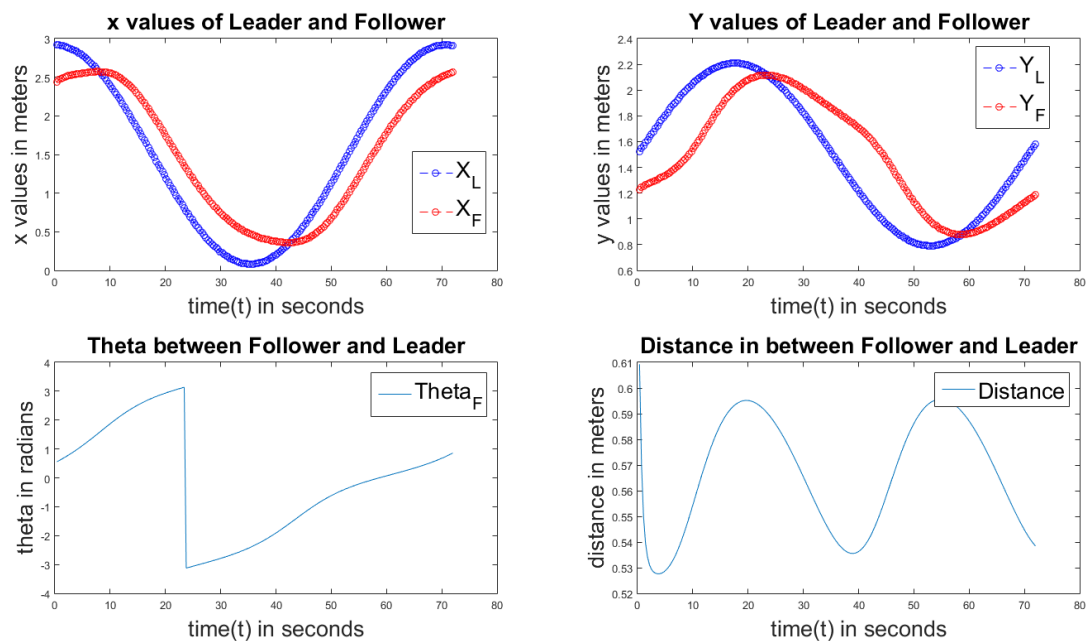 x values of Leader and Follower
3
2.5
2
1.5
1
0.5
0
x values in meters
X_L
X_F
0 10 20 30 40 50 60 70 80
time(t) in seconds
Y values of Leader and Follower
2.4
2.2
2
1.8
1.6
1.4
1.2
1
0.8
0.6
y values in meters
Y_L
Y_F
0 10 20 30 40 50 60 70 80
time(t) in seconds
Theta between Follower and Leader
4
3
2
1
0
-1
-2
-3
-4
theta in radians
Theta_F
0 10 20 30 40 50 60 70 80
time(t) in seconds
Distance in between Follower and Leader
0.61
0.6
0.59
0.58
0.57
0.56
0.55
0.54
0.53
0.52
distance in meters
Distance
0 10 20 30 40 50 60 70 80
time(t) in seconds